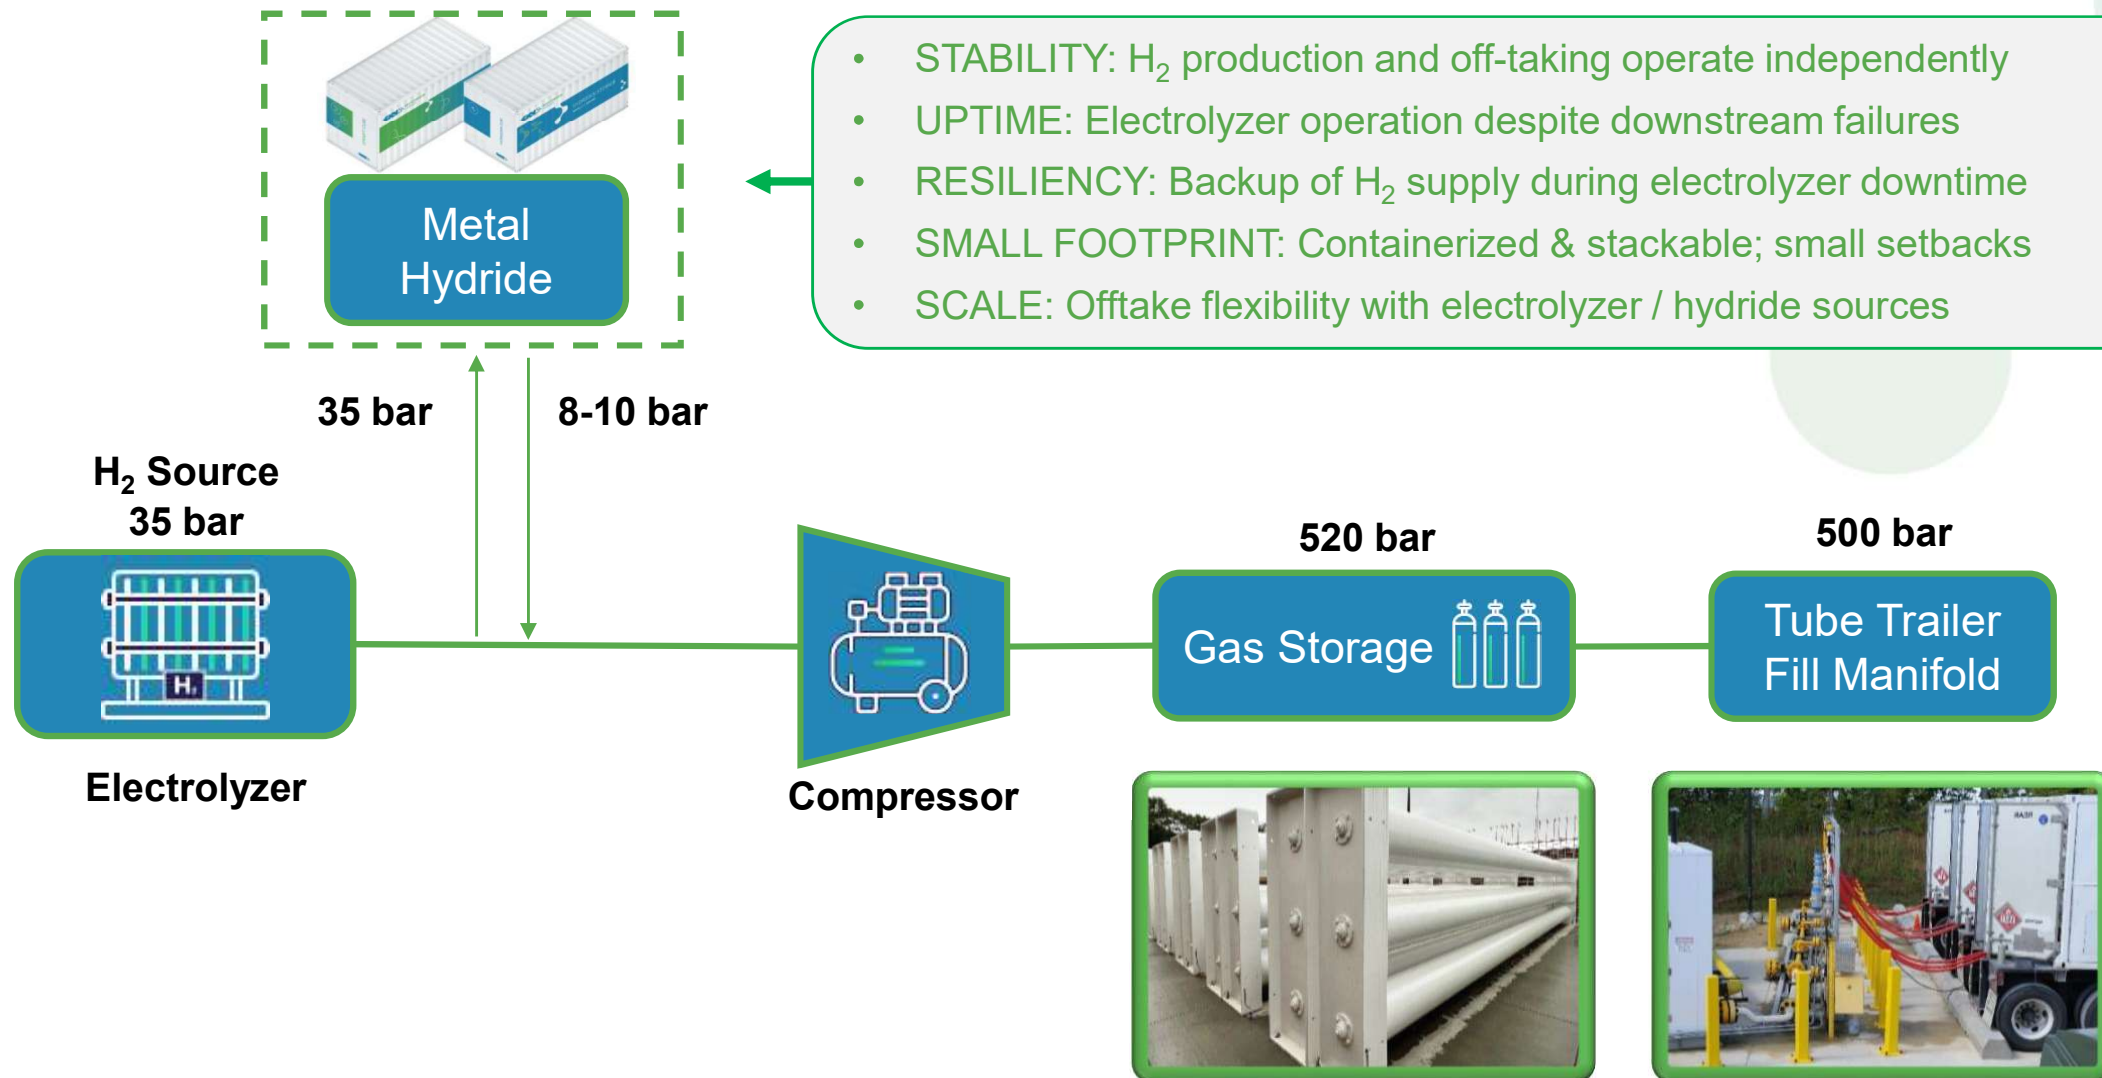 • STABILITY: H₂ production and off-taking operate independently
• UPTIME: Electrolyzer operation despite downstream failures
• RESILIENCY: Backup of H₂ supply during electrolyzer downtime
• SMALL FOOTPRINT: Containerized & stackable; small setbacks
• SCALE: Offtake flexibility with electrolyzer / hydride sources
Metal
Hydride
35 bar
8-10 bar
H₂ Source
35 bar
H₂
Electrolyzer
Compressor
520 bar
Gas Storage
500 bar
Tube Trailer
Fill Manifold